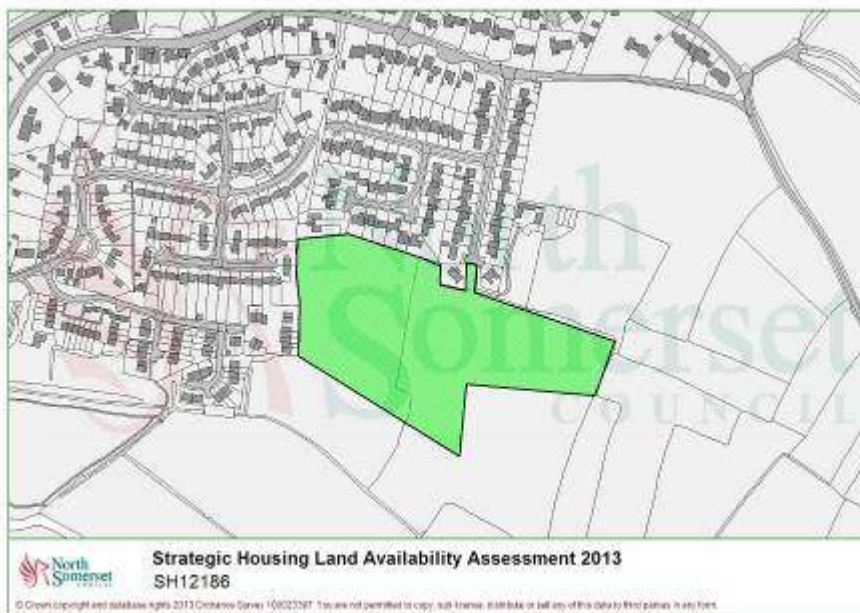 North
Somerset
COUNCIL
North
Somerset
COUNCIL
Strategic Housing Land Availability Assessment 2013
SH12186
© Crown copyright and database rights 2013 Ordnance Survey 100023397. You are not permitted to copy, sub-license, distribute or sell any of this data to third parties in any form.